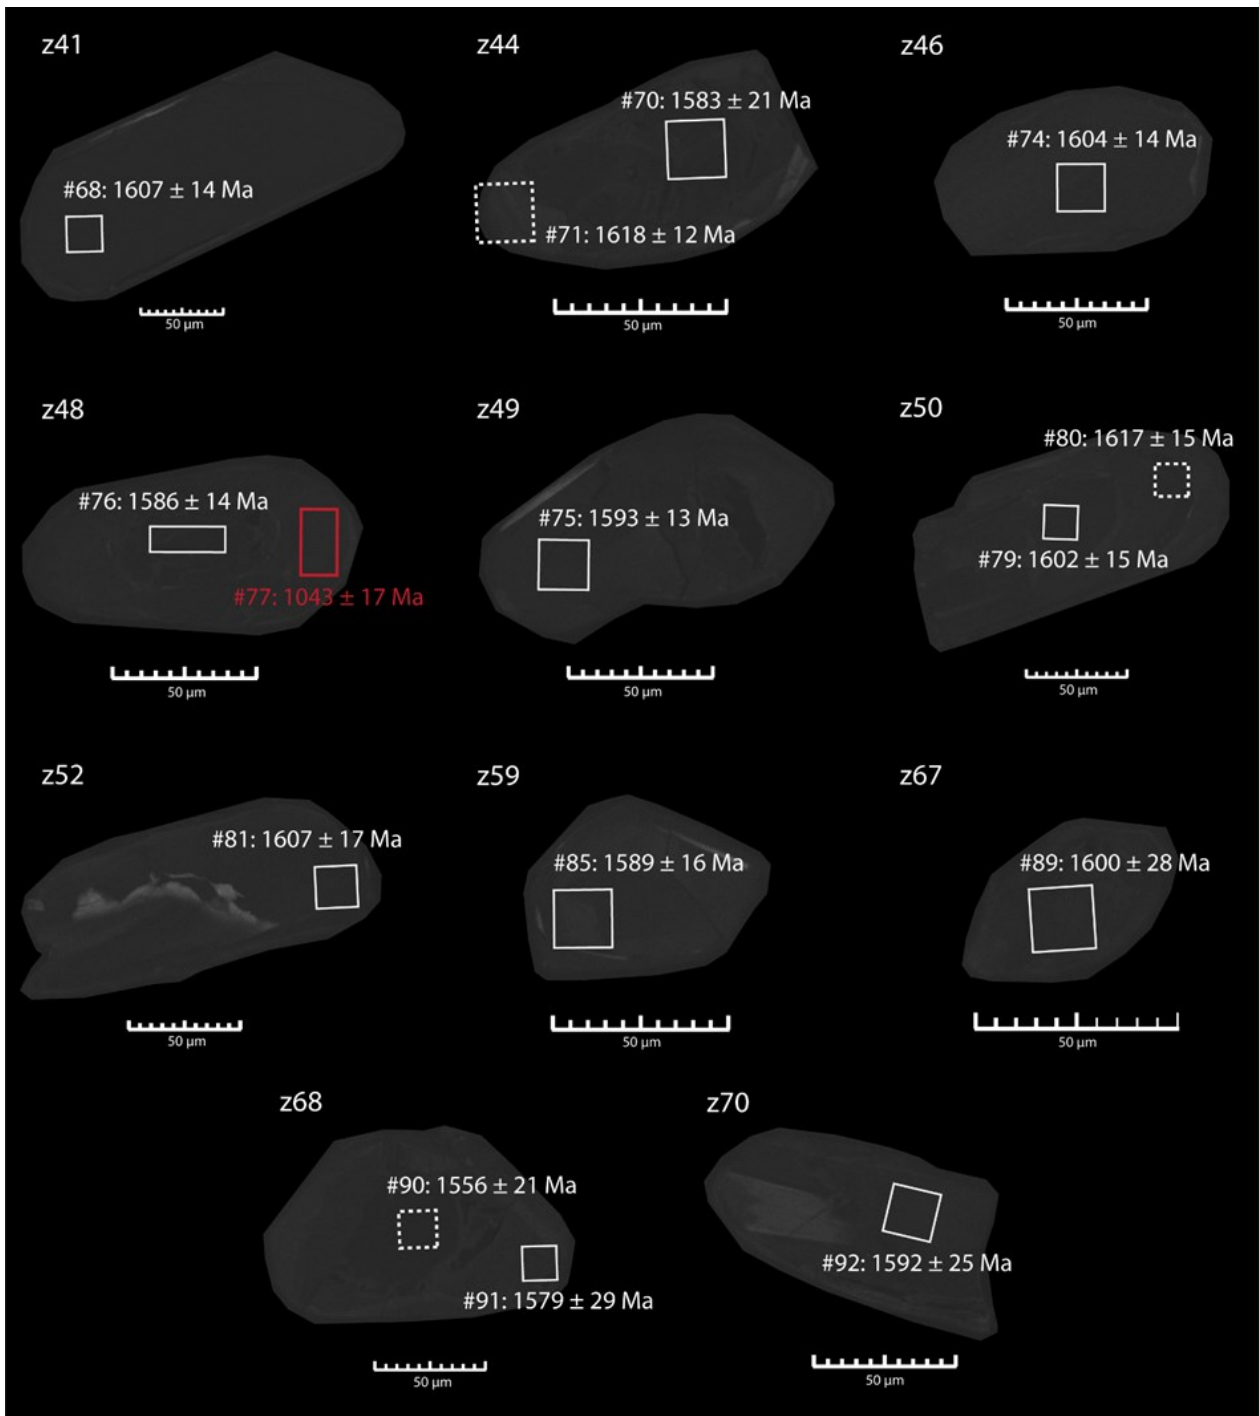 z41
z44
z46
#70: 1583 ± 21 Ma
#74: 1604 ± 14 Ma
#68: 1607 ± 14 Ma
#71: 1618 ± 12 Ma
50 µm
50 µm
50 µm
z48
z49
z50
#80: 1617 ± 15 Ma
#76: 1586 ± 14 Ma
#75: 1593 ± 13 Ma
#79: 1602 ± 15 Ma
#77: 1043 ± 17 Ma
50 µm
50 µm
50 µm
z52
z59
z67
#81: 1607 ± 17 Ma
#85: 1589 ± 16 Ma
#89: 1600 ± 28 Ma
50 µm
50 µm
50 µm
z68
z70
#90: 1556 ± 21 Ma
#92: 1592 ± 25 Ma
#91: 1579 ± 29 Ma
50 µm
50 µm